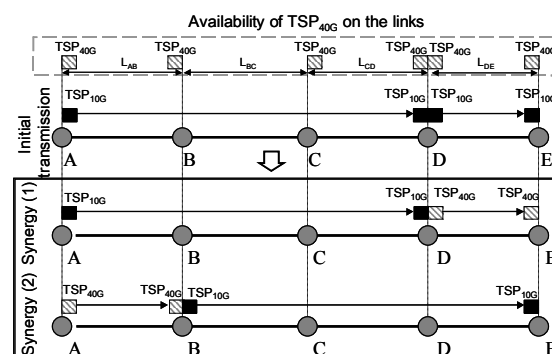 Availability of TSP40G on the links
TSP40G TSP40G TSP40G TSP40G TSP40G TSP40G
LAB LBC LCD LDE
Initial transmission
TSP10G TSP10G TSP10G TSP10G
A B C D E
Synergy (1)
TSP10G TSP10G TSP40G TSP40G
A B C D E
Synergy (2)
TSP40G TSP40G TSP10G TSP10G
A B C D E